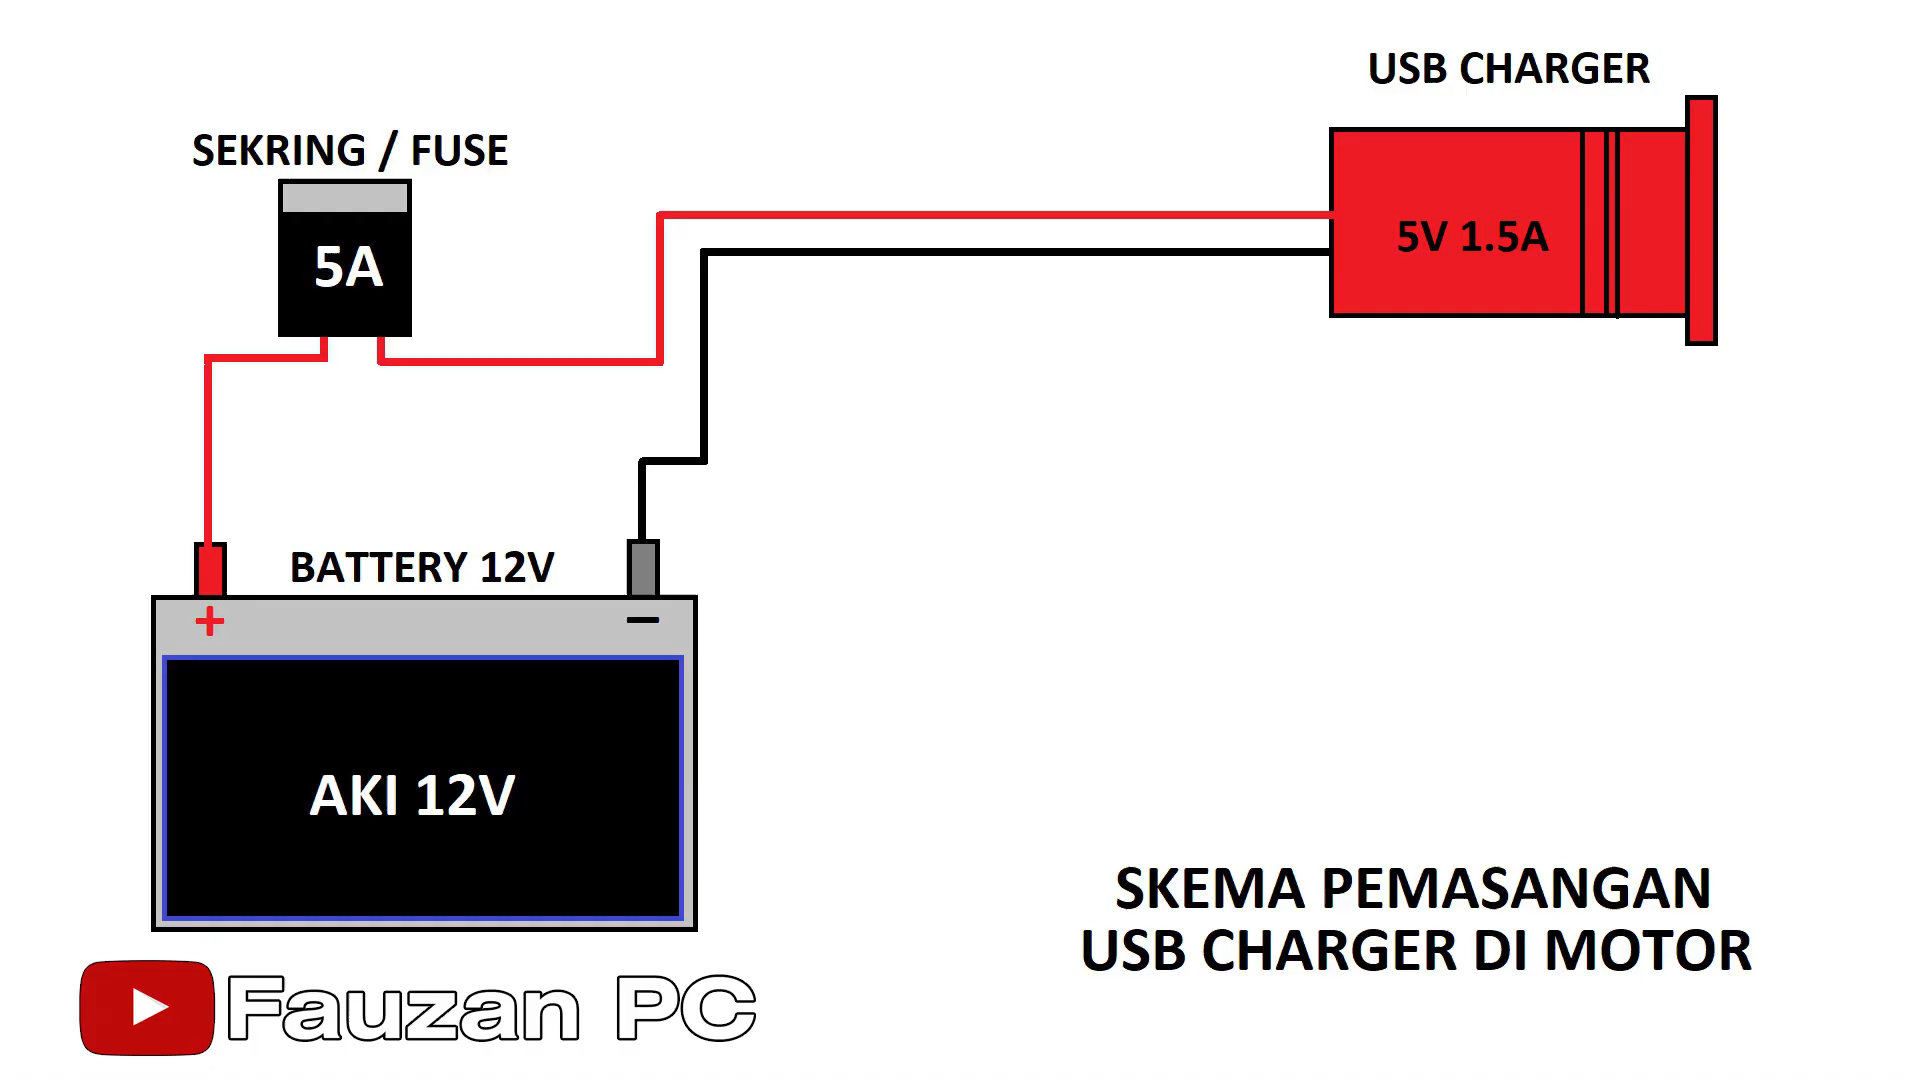 USB CHARGER
SEKRING / FUSE
5A
5V 1.5A
BATTERY 12V
+
–
AKI 12V
SKEMA PEMASANGAN
USB CHARGER DI MOTOR
Fauzan PC